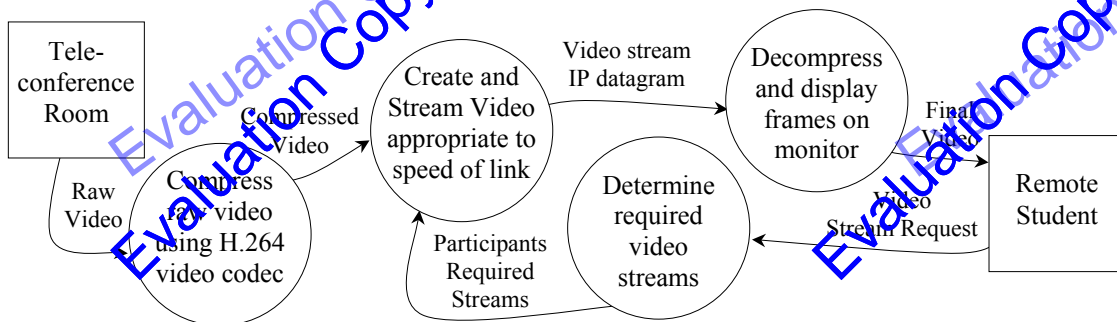 Tele-
conference
Room
Raw
Video
Compress
raw video
using H.264
video codec
Compressed
Video
Create and
Stream Video
appropriate to
speed of link
Video stream
IP datagram
Decompress
and display
frames on
monitor
Final
Video
Remote
Student
Video
Stream Request
Determine
required
video
streams
Participants
Required
Streams
Evaluation
Evaluation Copy
Evaluation
Evaluation Cop